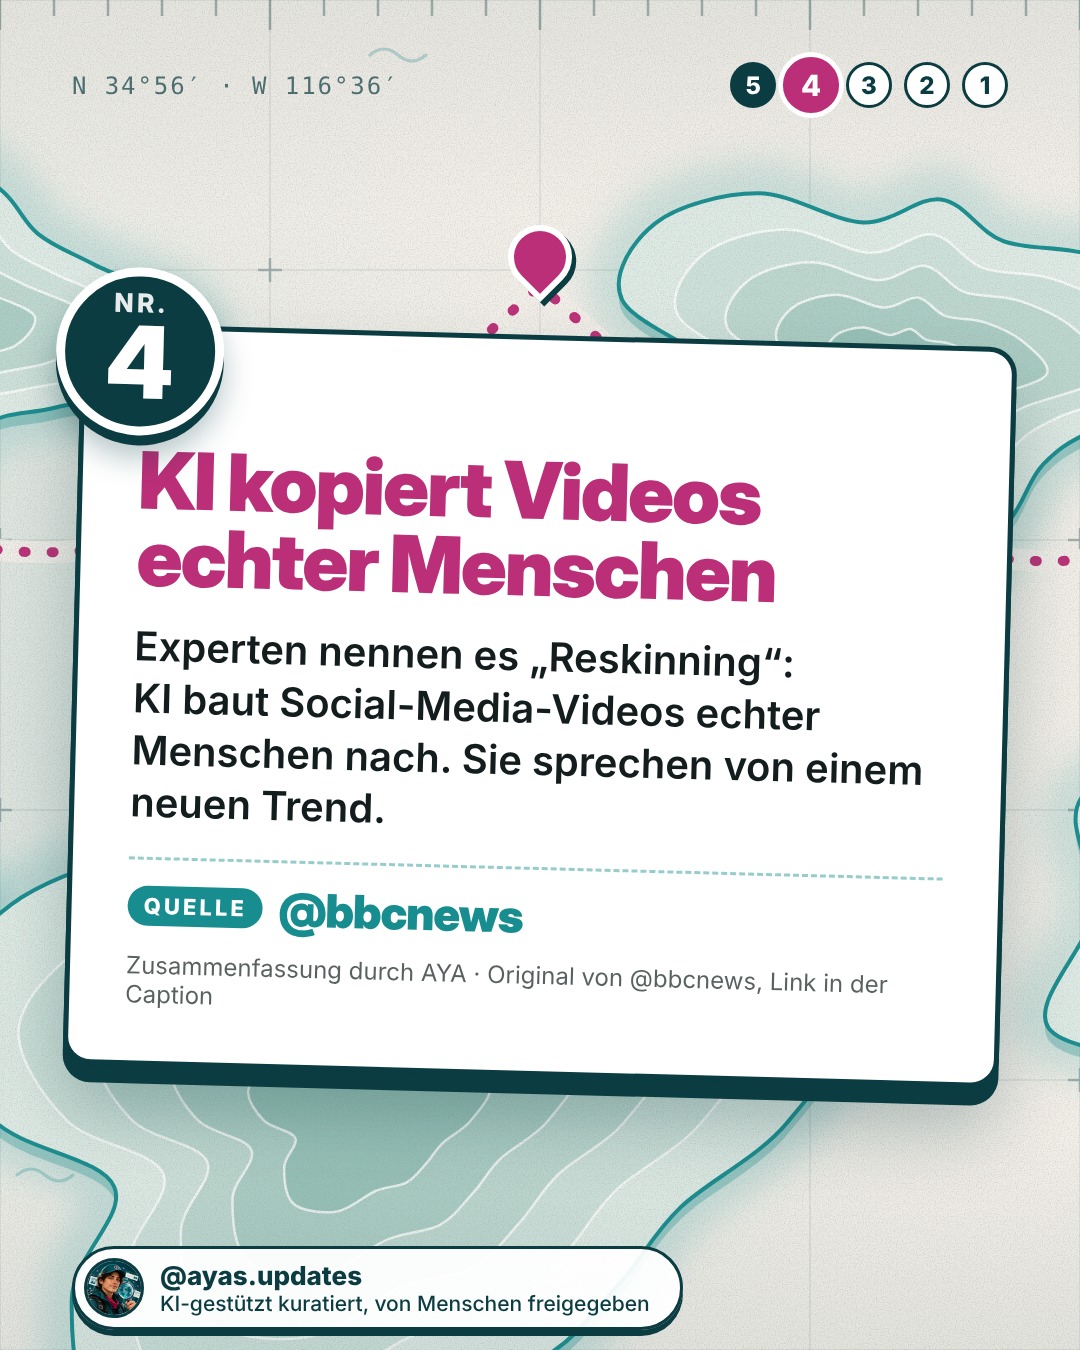 N 34°56′ · W 116°36′
5 4 3 2 1
NR.
4
KI kopiert Videos
echter Menschen
Experten nennen es „Reskinning“:
KI baut Social-Media-Videos echter
Menschen nach. Sie sprechen von einem
neuen Trend.
QUELLE @bbcnews
Zusammenfassung durch AYA · Original von @bbcnews, Link in der
Caption
@ayas.updates
KI-gestützt kuratiert, von Menschen freigegeben